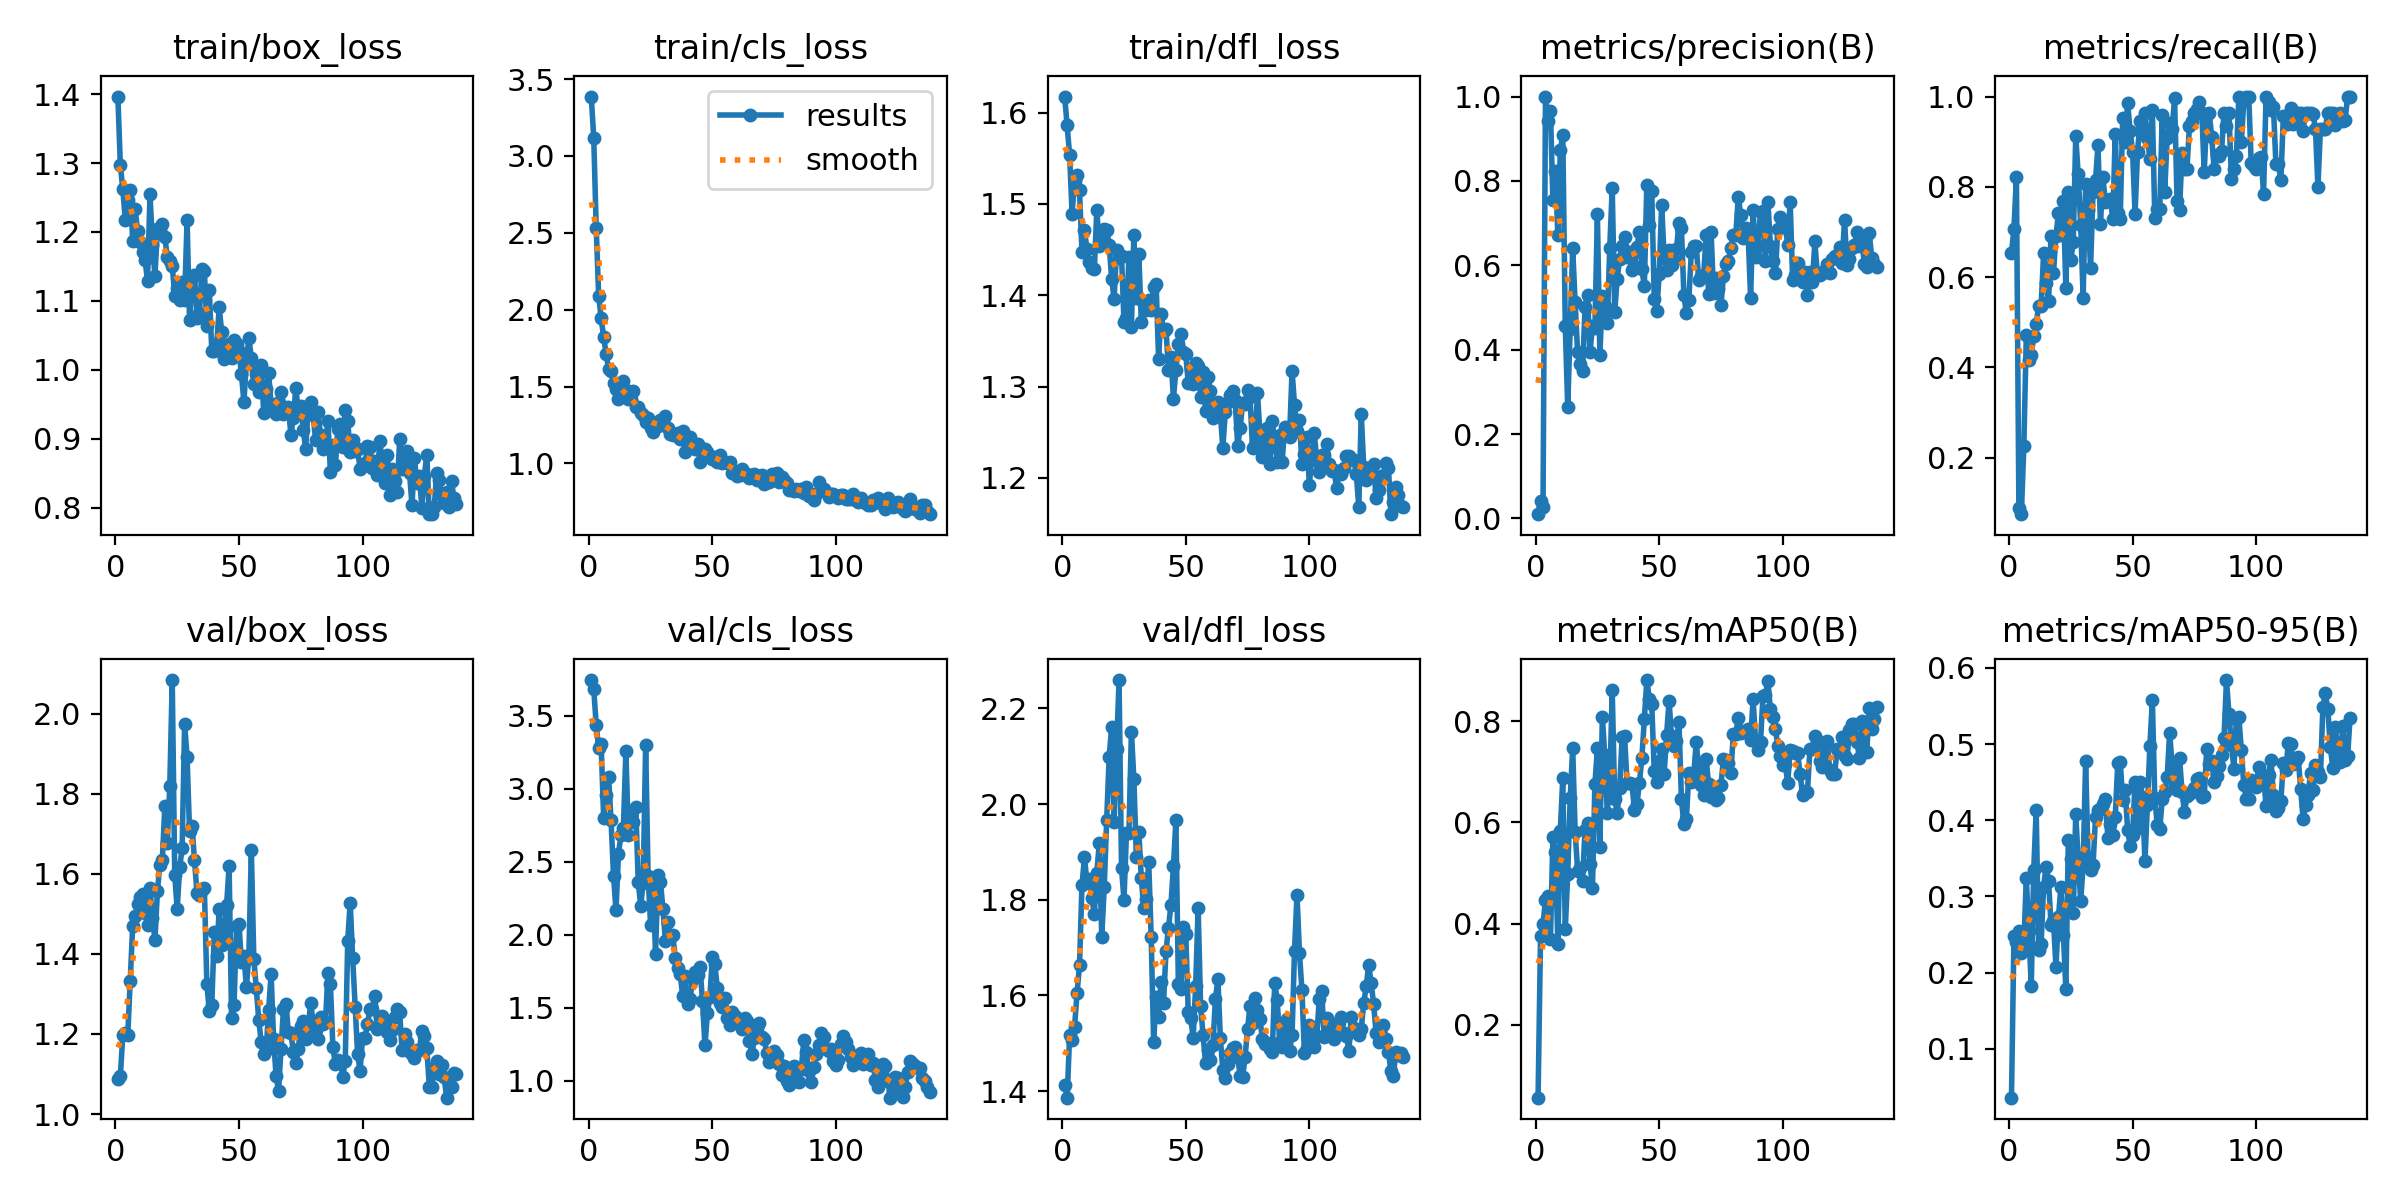 train/box_loss
1.4
1.3
1.2
1.1
1.0
0.9
0.8
0 50 100
train/cls_loss
3.5
3.0
2.5
2.0
1.5
1.0
results
smooth
0 50 100
train/dfl_loss
1.6
1.5
1.4
1.3
1.2
0 50 100
metrics/precision(B)
1.0
0.8
0.6
0.4
0.2
0.0
0 50 100
metrics/recall(B)
1.0
0.8
0.6
0.4
0.2
0 50 100
val/box_loss
2.0
1.8
1.6
1.4
1.2
1.0
0 50 100
val/cls_loss
3.5
3.0
2.5
2.0
1.5
1.0
0 50 100
val/dfl_loss
2.2
2.0
1.8
1.6
1.4
0 50 100
metrics/mAP50(B)
0.8
0.6
0.4
0.2
0 50 100
metrics/mAP50-95(B)
0.6
0.5
0.4
0.3
0.2
0.1
0 50 100